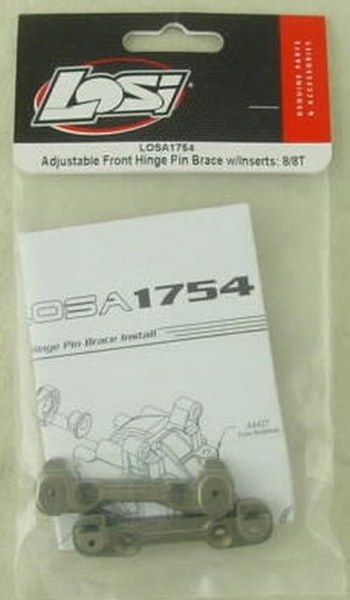 Losi
GENUINE PARTS
& ACCESSORIES
LOSA1754
Adjustable Front Hinge Pin Brace w/Inserts: 8/8T
LOSA1754
Hinge Pin Brace Install